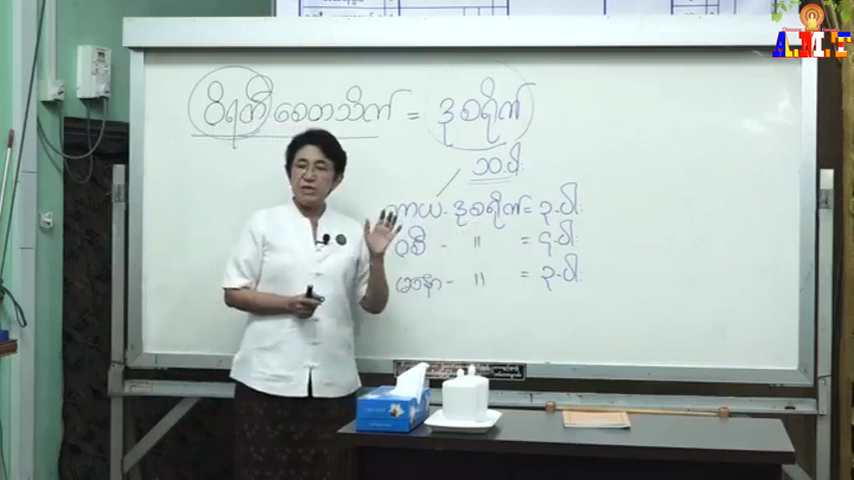 A.M.T
ဝိရတီ စေတသိက် = ဒုစရိုက်
၁၀.ပါး
ကာယ - ဒုစရိုက် = ၃-ပါး
ဝစီ - " = ၄-ပါး
မနော - " = ၃-ပါး